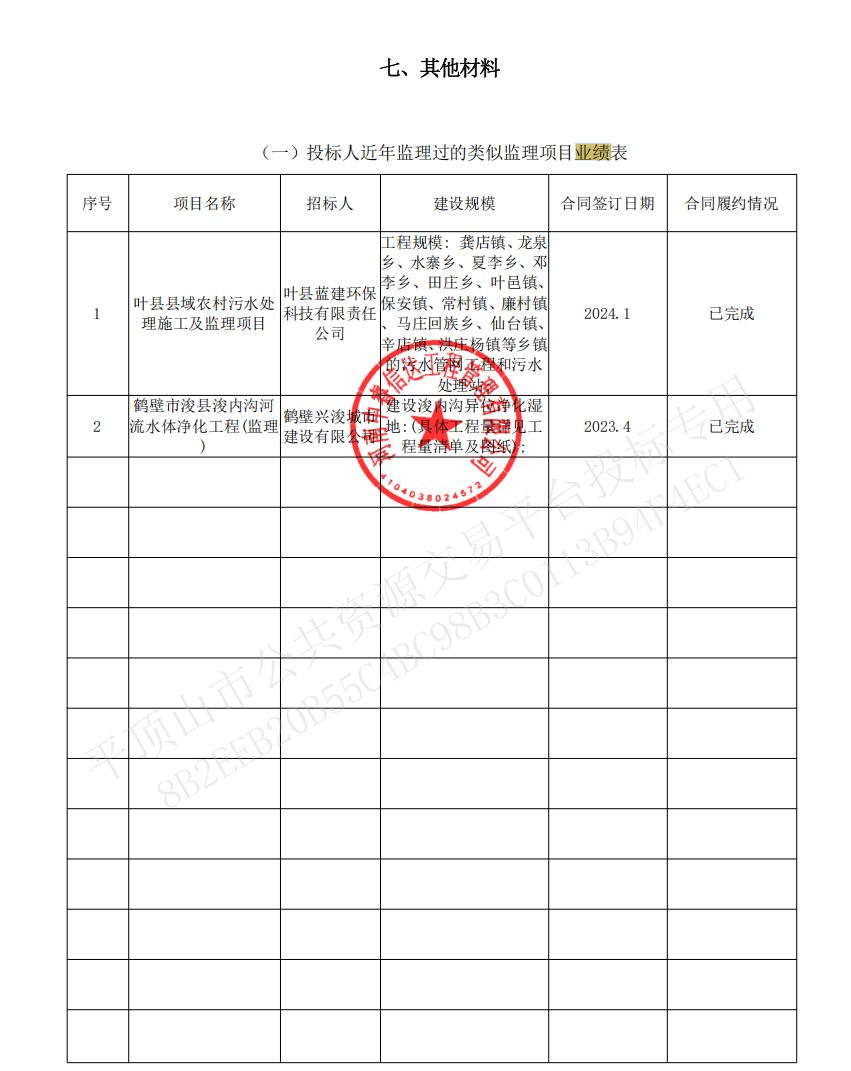 七、其他材料
（一）投标人近年监理过的类似监理项目业绩表
序号 项目名称 招标人 建设规模 合同签订日期 合同履约情况
1
叶县县域农村污水处
理施工及监理项目
叶县蓝建环保
科技有限责任
公司
工程规模: 龚店镇、龙泉
乡、水寨乡、夏李乡、邓
李乡、田庄乡、叶邑镇、
保安镇、常村镇、廉村镇
、马庄回族乡、仙台镇、
辛店镇、洪庄杨镇等乡镇
的污水管网工程和污水
处理站
2024.1
已完成
2
鹤壁市浚县浚内沟河
流水体净化工程(监理
)
鹤壁兴浚城市
建设有限公司
建设浚内沟异位净化湿
地:(具体工程量详见工
程量清单及图纸);
2023.4
已完成
4104038024572
平顶山市公共资源交易平台投标专用
8B2EEB20B55C4BC98B3C0113B94E4EC1